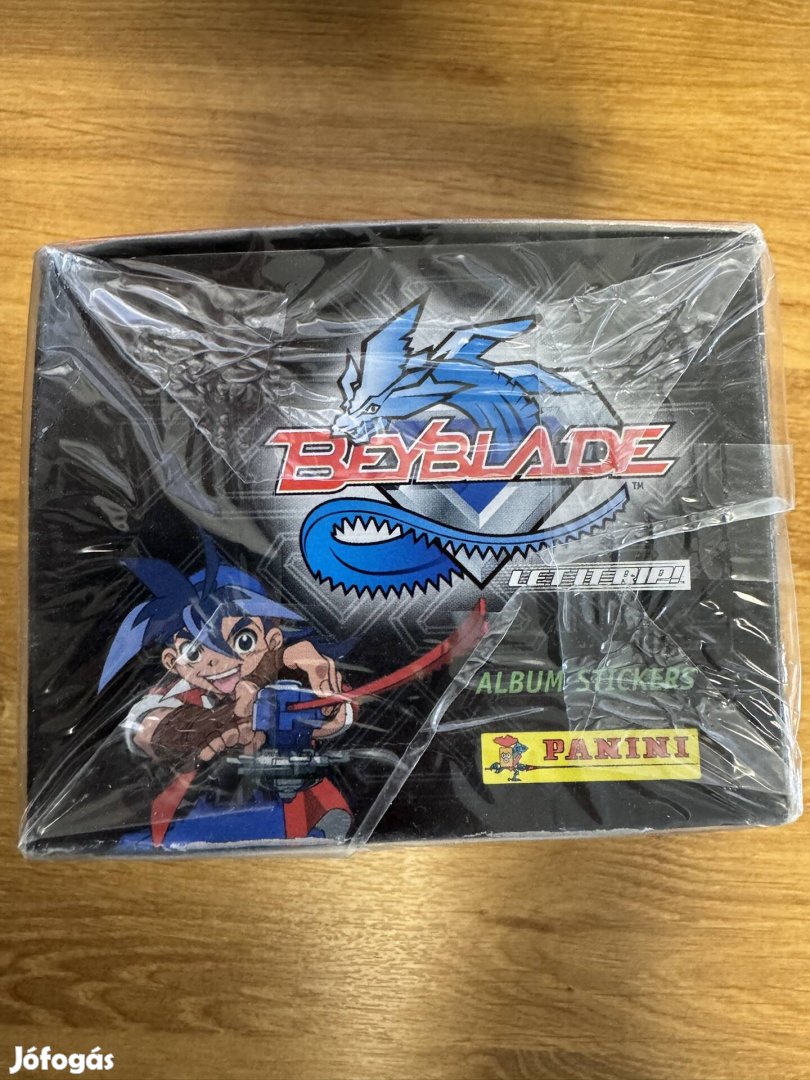 BEYBLADE
TM
LET IT RIP!
ALBUM STICKERS
PANINI
Jófogás